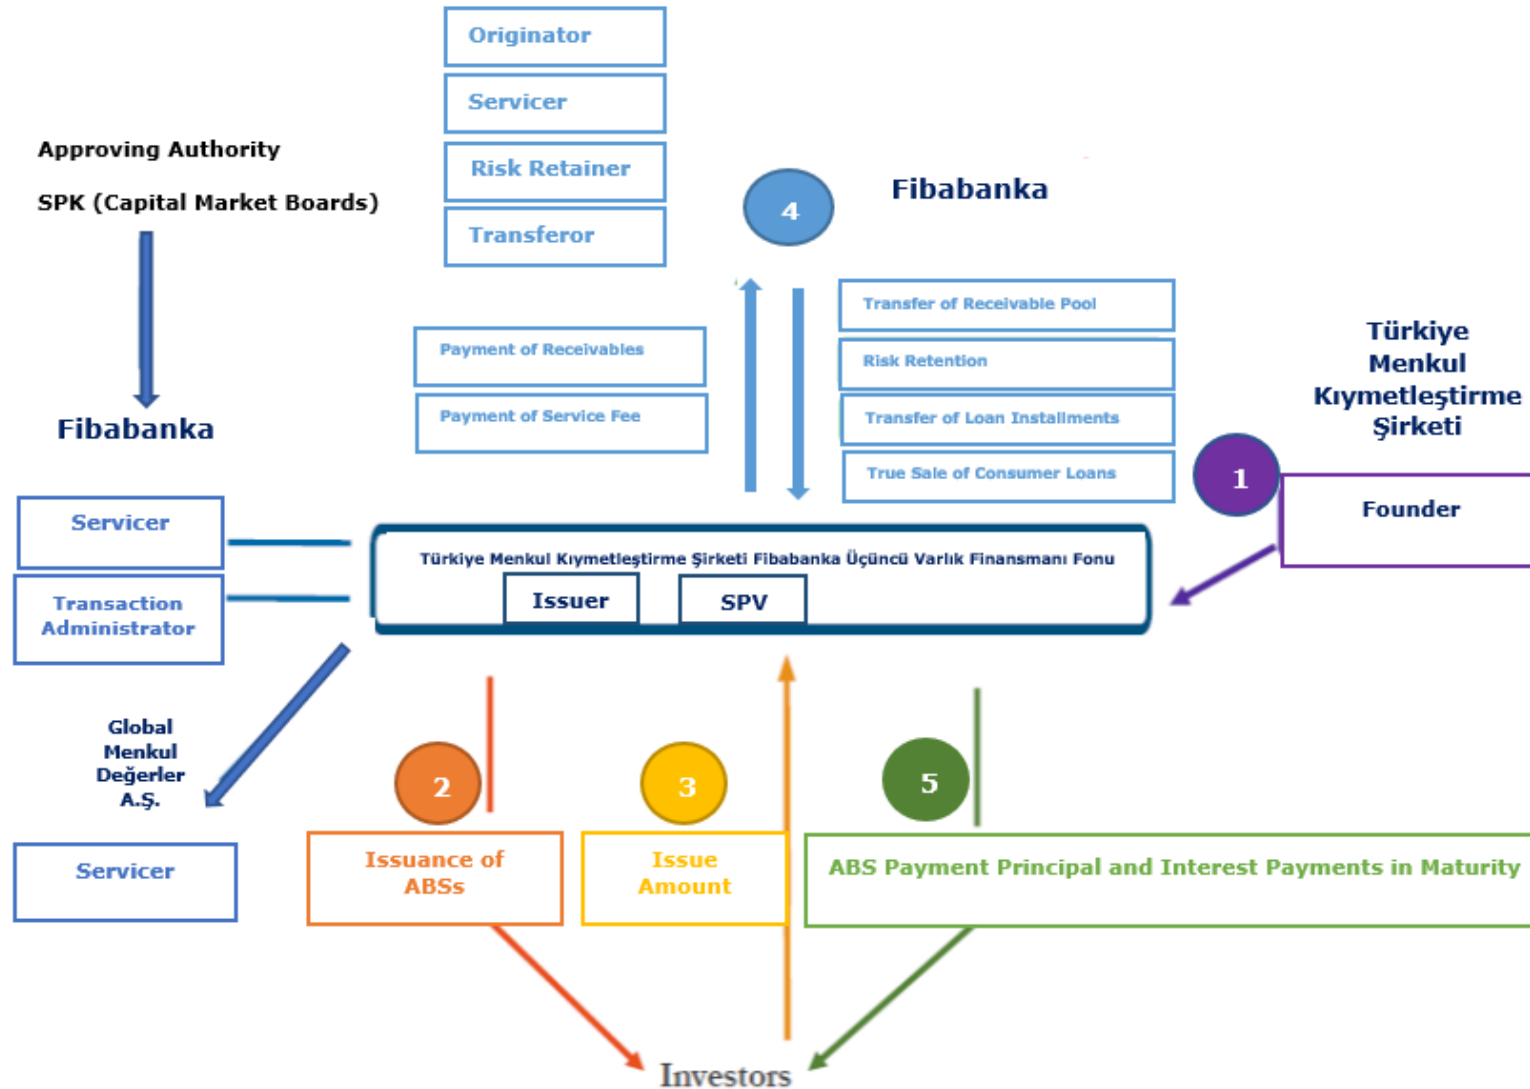 Originator
Servicer
Risk Retainer
Transferor
Approving Authority
SPK (Capital Market Boards)
4
Fibabanka
Payment of Receivables
Payment of Service Fee
Transfer of Receivable Pool
Risk Retention
Transfer of Loan Installments
True Sale of Consumer Loans
Türkiye
Menkul
Kıymetleştirme
Şirketi
1
Founder
Fibabanka
Servicer
Transaction
Administrator
Türkiye Menkul Kıymetleştirme Şirketi Fibabanka Üçüncü Varlık Finansmanı Fonu
Issuer
SPV
Global
Menkul
Değerler
A.Ş.
Servicer
2
Issuance of
ABSs
3
Issue
Amount
5
ABS Payment Principal and Interest Payments in Maturity
Investors